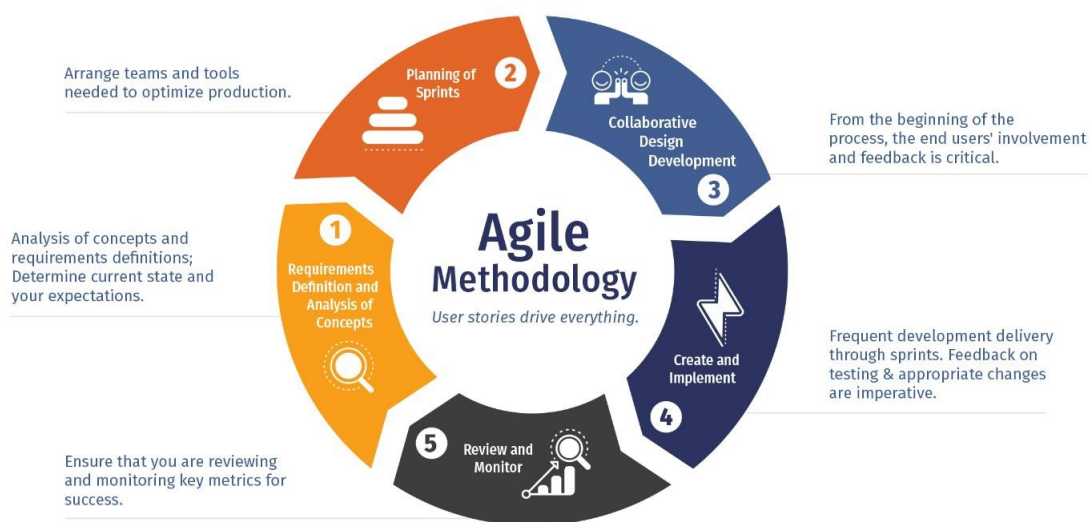 Agile
Methodology
User stories drive everything.
1
Requirements
Definition and
Analysis of
Concepts
Analysis of concepts and
requirements definitions;
Determine current state and
your expectations.
Planning of
Sprints
2
Arrange teams and tools
needed to optimize production.
Collaborative
Design
Development
3
From the beginning of the
process, the end users' involvement
and feedback is critical.
Create and
Implement
4
Frequent development delivery
through sprints. Feedback on
testing & appropriate changes
are imperative.
5
Review and
Monitor
Ensure that you are reviewing
and monitoring key metrics for
success.